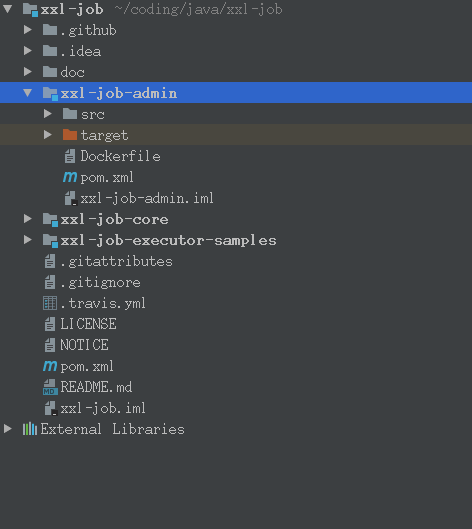 xxl-job ~/coding/java/xxl-job
.github
.idea
doc
xxl-job-admin
src
target
Dockerfile
m pom.xml
xxl-job-admin.iml
xxl-job-core
xxl-job-executor-samples
.gitattributes
.gitignore
.travis.yml
LICENSE
NOTICE
m pom.xml
MD README.md
xxl-job.iml
External Libraries